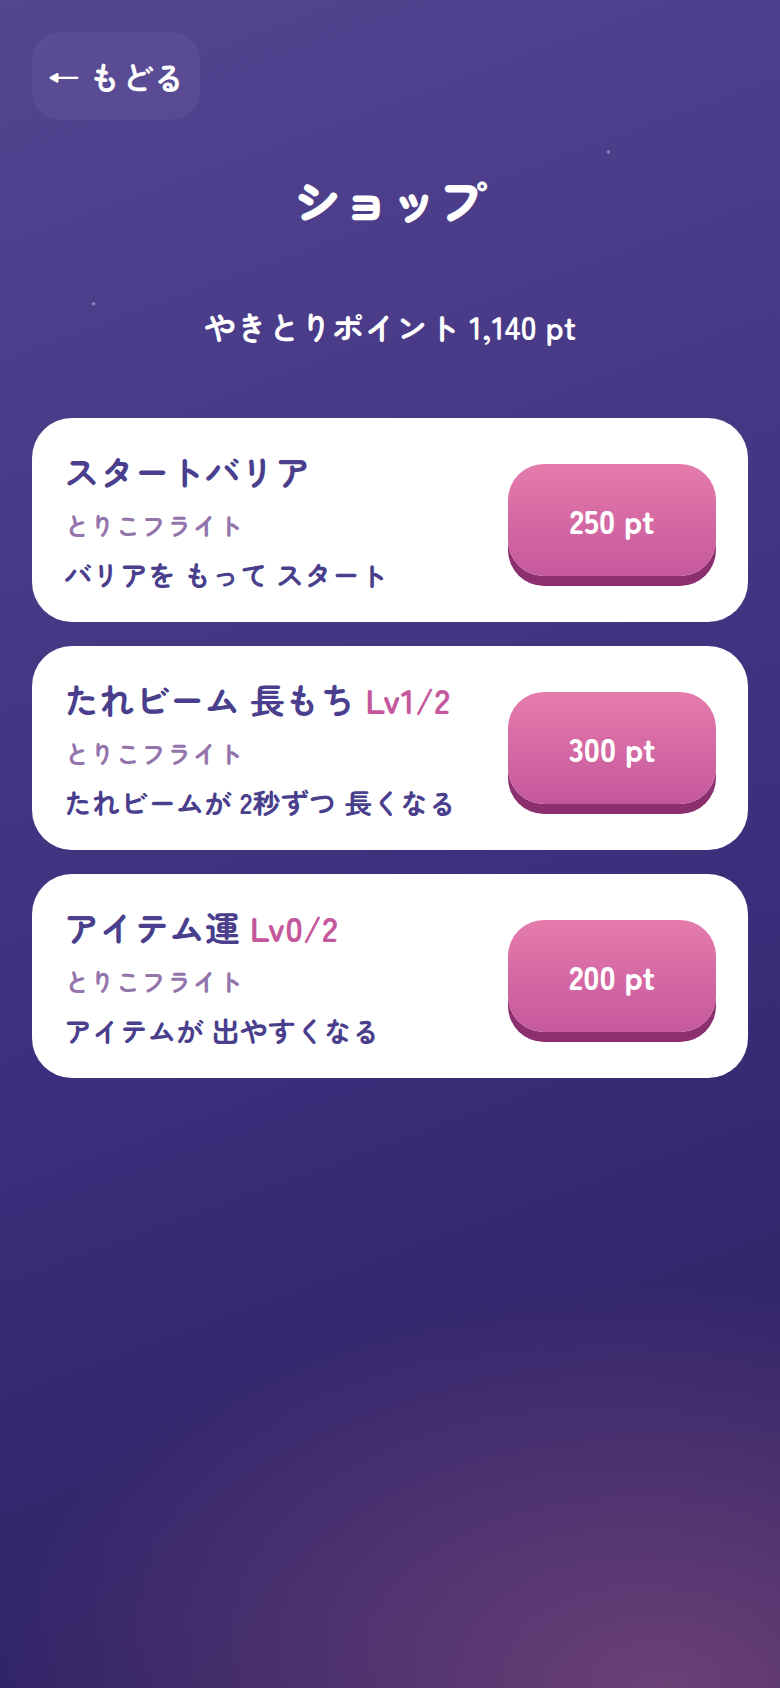 ← もどる
ショップ
やきとりポイント 1,140 pt
スタートバリア
とりこフライト
バリアを もって スタート
250 pt
たれビーム 長もち Lv1/2
とりこフライト
たれビームが 2秒ずつ 長くなる
300 pt
アイテム運 Lv0/2
とりこフライト
アイテムが 出やすくなる
200 pt